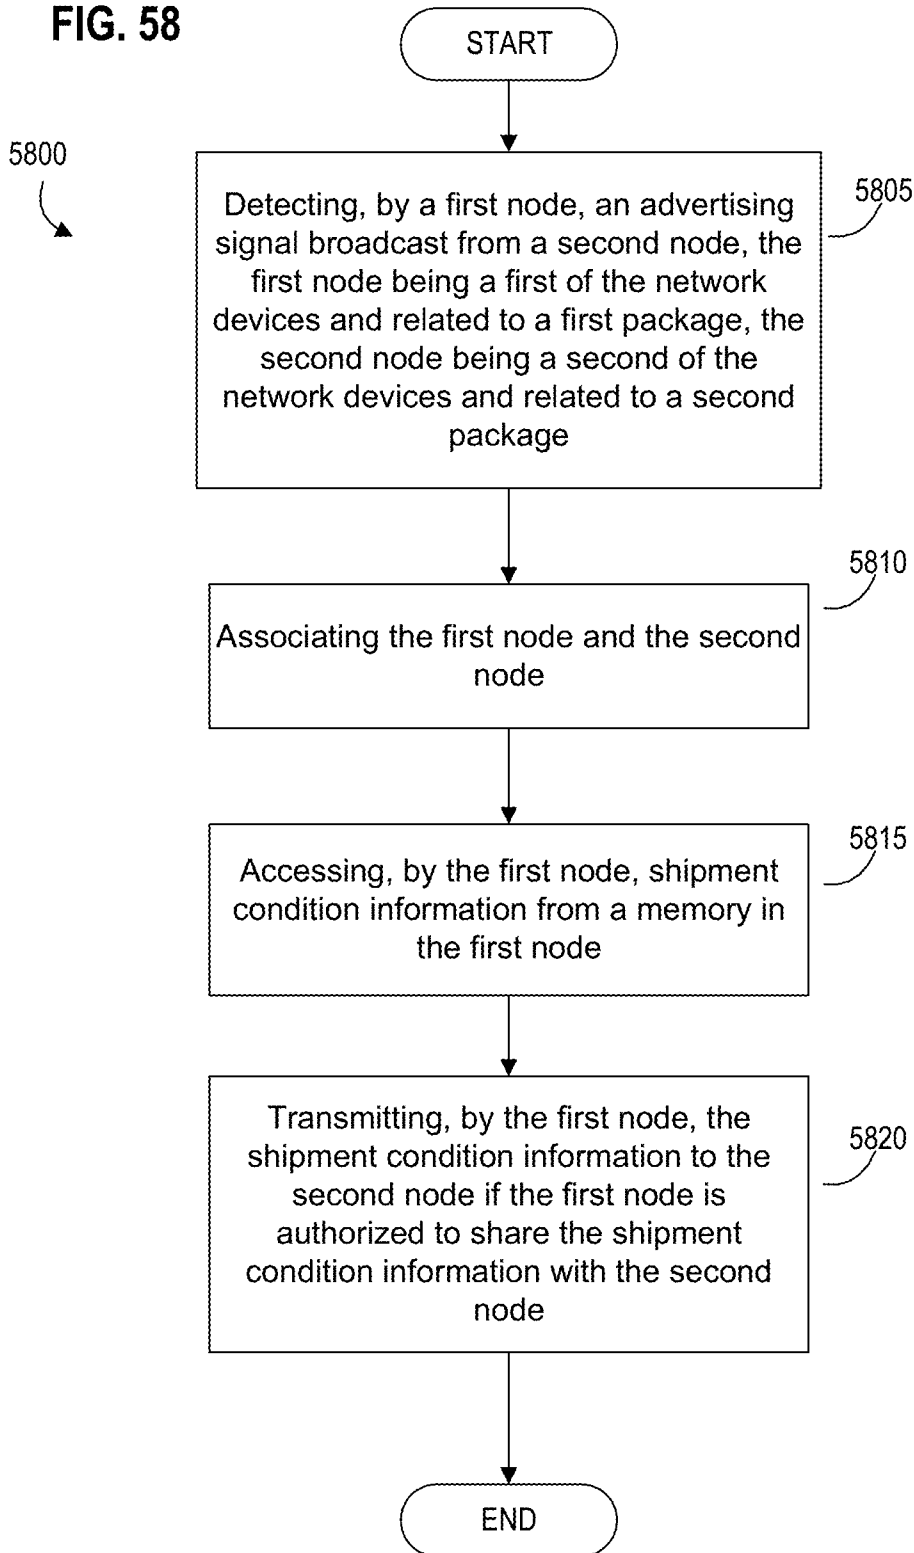 FIG. 58
START
5800
5805
Detecting, by a first node, an advertising
signal broadcast from a second node, the
first node being a first of the network
devices and related to a first package, the
second node being a second of the
network devices and related to a second
package
5810
Associating the first node and the second
node
5815
Accessing, by the first node, shipment
condition information from a memory in
the first node
5820
Transmitting, by the first node, the
shipment condition information to the
second node if the first node is
authorized to share the shipment
condition information with the second
node
END